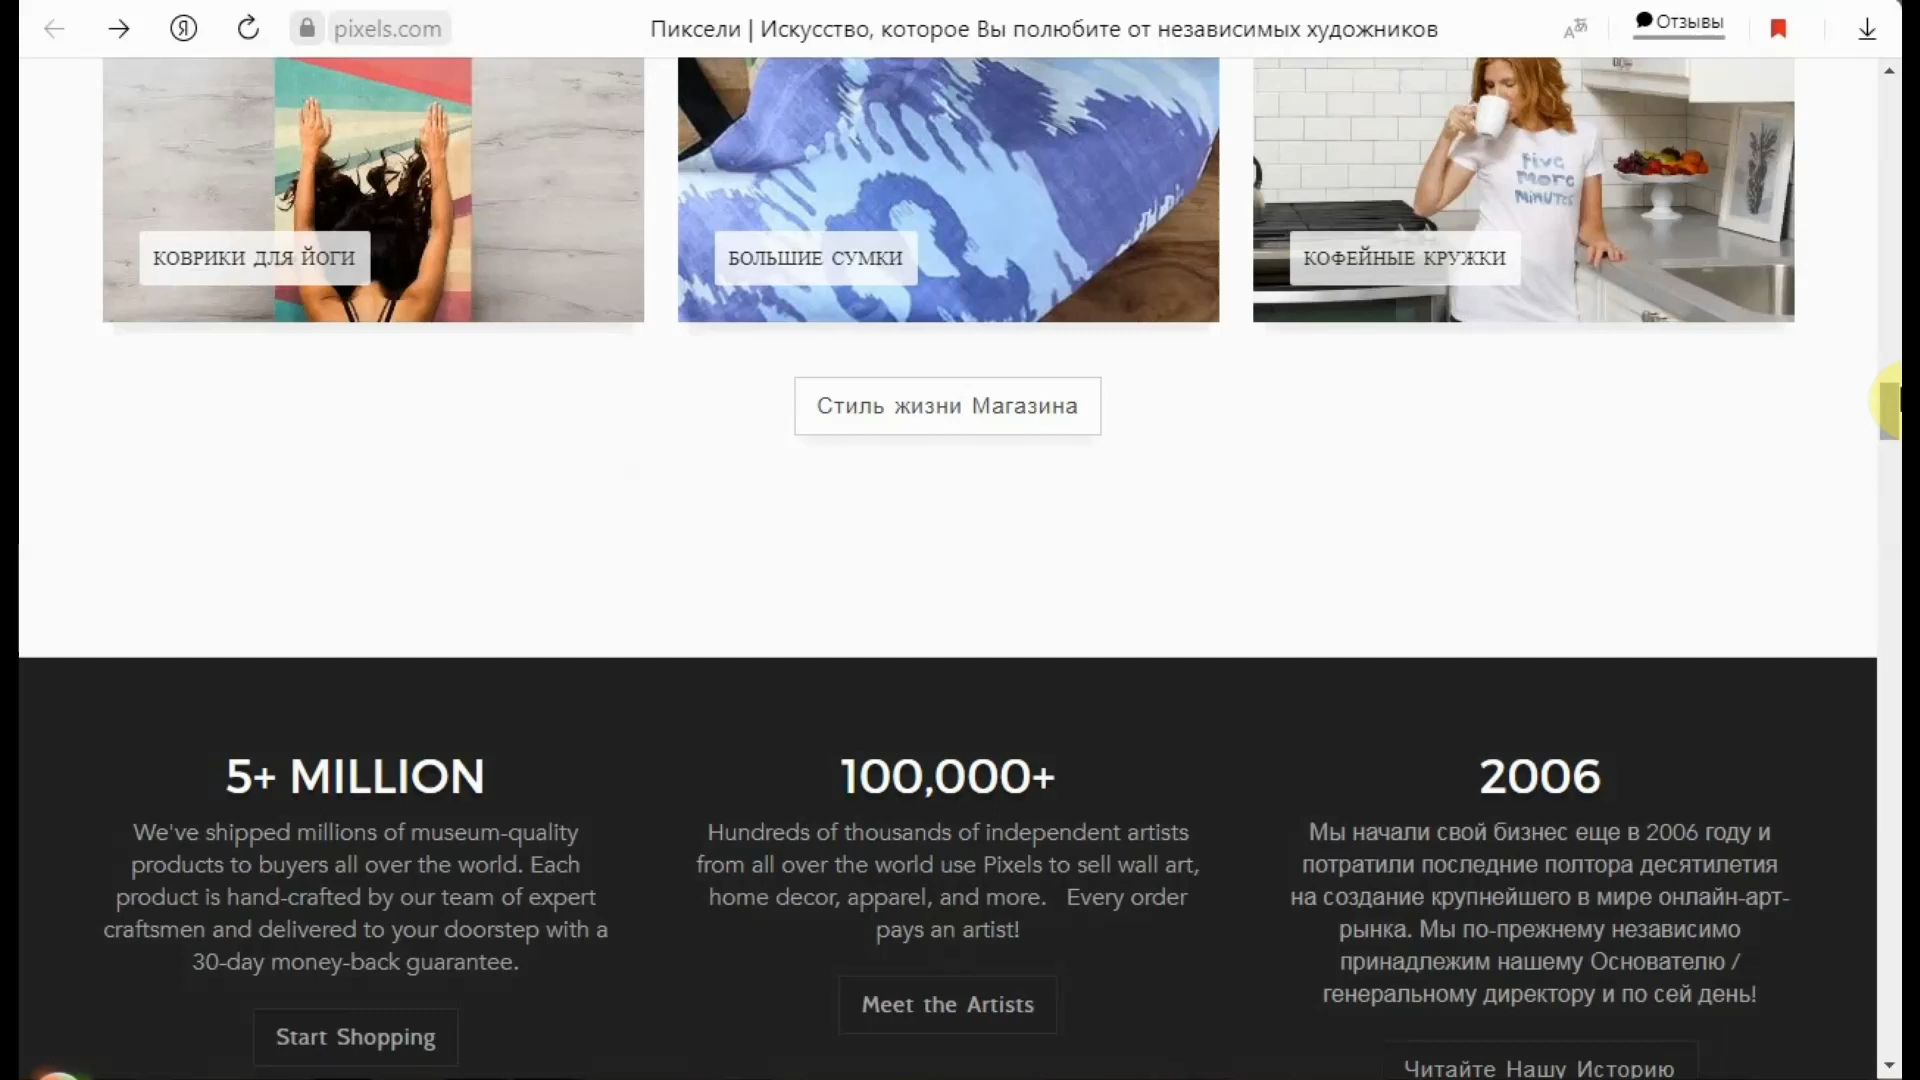 pixels.com
Пиксели | Искусство, которое Вы полюбите от независимых художников
Отзывы
Five
More
Minutes
КОВРИКИ ДЛЯ ЙОГИ
БОЛЬШИЕ СУМКИ
КОФЕЙНЫЕ КРУЖКИ
Стиль жизни Магазина
5+ MILLION
We've shipped millions of museum-quality
products to buyers all over the world. Each
product is hand-crafted by our team of expert
craftsmen and delivered to your doorstep with a
30-day money-back guarantee.
Start Shopping
100,000+
Hundreds of thousands of independent artists
from all over the world use Pixels to sell wall art,
home decor, apparel, and more. Every order
pays an artist!
Meet the Artists
2006
Мы начали свой бизнес еще в 2006 году и
потратили последние полтора десятилетия
на создание крупнейшего в мире онлайн-арт-
рынка. Мы по-прежнему независимо
принадлежим нашему Основателю /
генеральному директору и по сей день!
Читайте Нашу Историю